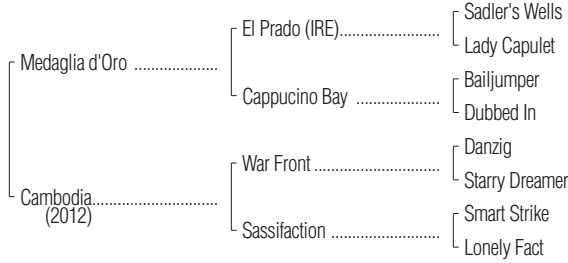 Sadler's Wells
El Prado (IRE)....................
Lady Capulet
Medaglia d'Oro .................
Bailjumper
Cappucino Bay .................
Dubbed In
Danzig
War Front .........................
Starry Dreamer
Cambodia.........................
(2012)
Smart Strike
Sassifaction ......................
Lonely Fact